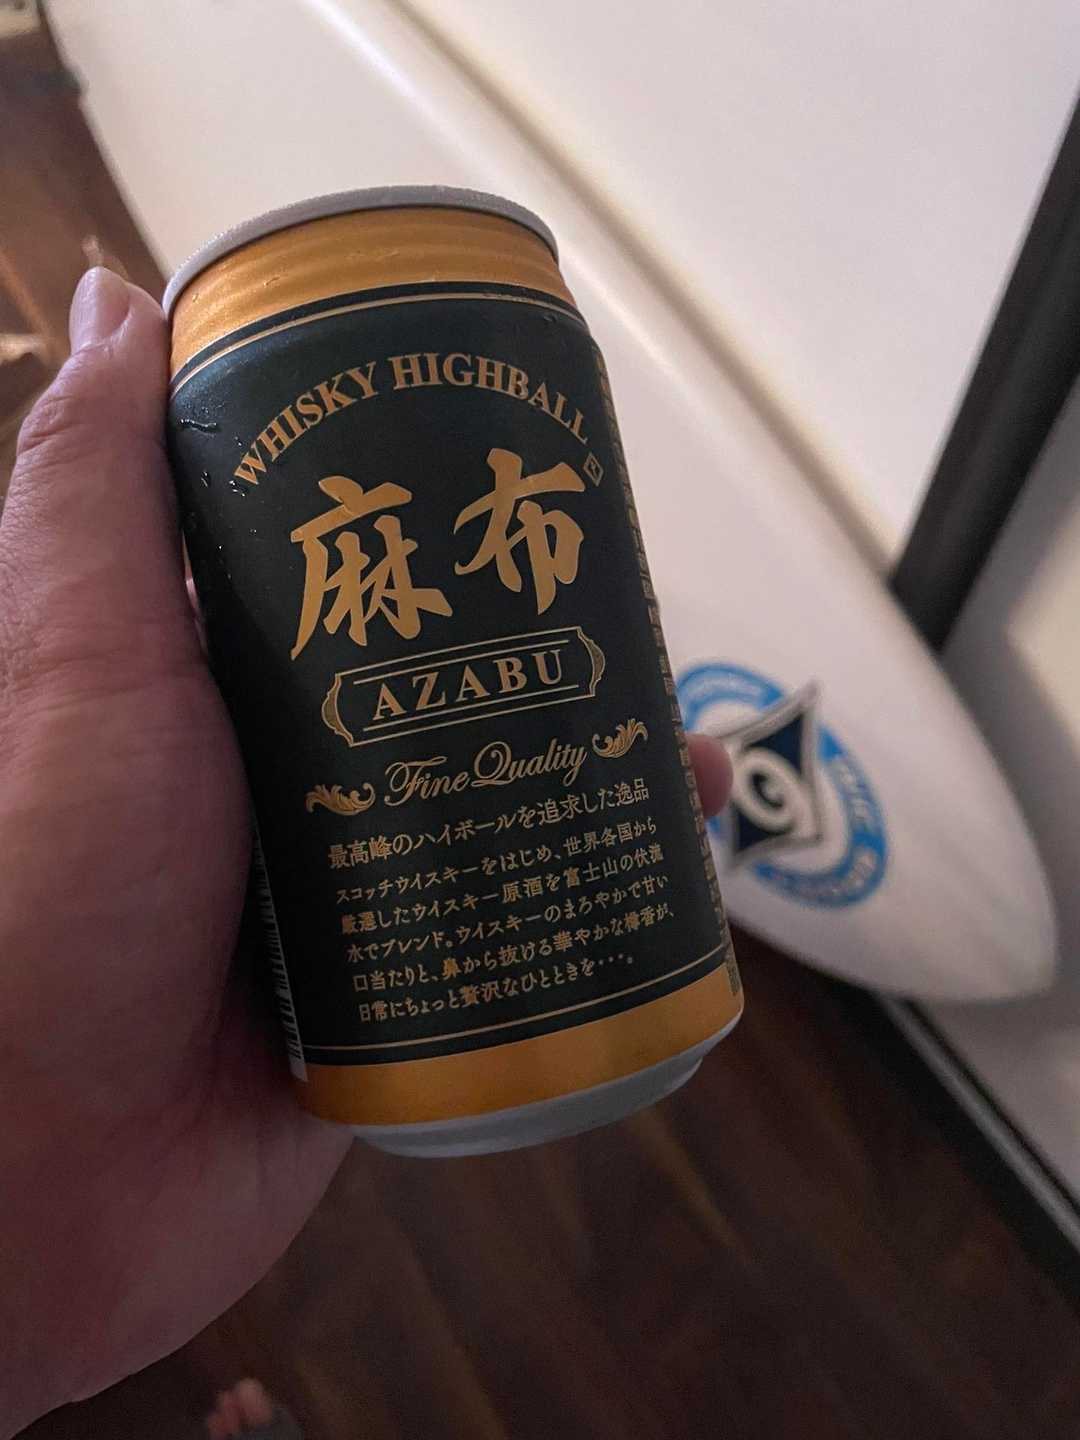 WHISKY HIGHBALL
麻布
AZABU
Fine Quality
最高峰のハイボールを追求した逸品
スコッチウイスキーをはじめ、世界各国から
厳選したウイスキー原酒を富士山の伏流
水でブレンド。ウイスキーのまろやかで甘い
口当たりと、鼻から抜ける華やかな樽香が、
日常にちょっと贅沢なひとときを・・・。